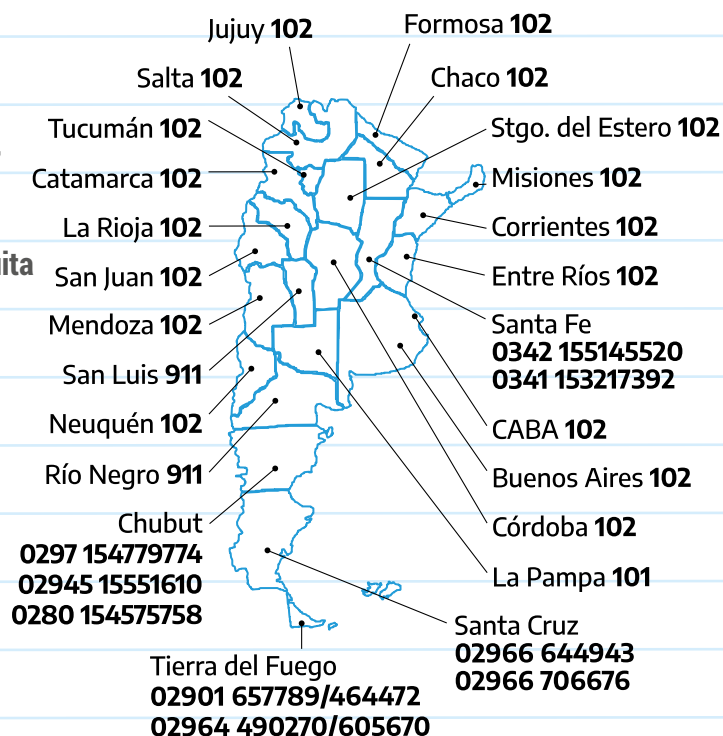 Jujuy 102
Salta 102
Tucumán 102
Catamarca 102
La Rioja 102
San Juan 102
Mendoza 102
San Luis 911
Neuquén 102
Río Negro 911
Chubut
0297 154779774
02945 15551610
0280 154575758
Tierra del Fuego
02901 657789/464472
02964 490270/605670
Formosa 102
Chaco 102
Stgo. del Estero 102
Misiones 102
Corrientes 102
Entre Ríos 102
Santa Fe
0342 155145520
0341 153217392
CABA 102
Buenos Aires 102
Córdoba 102
La Pampa 101
Santa Cruz
02966 644943
02966 706676